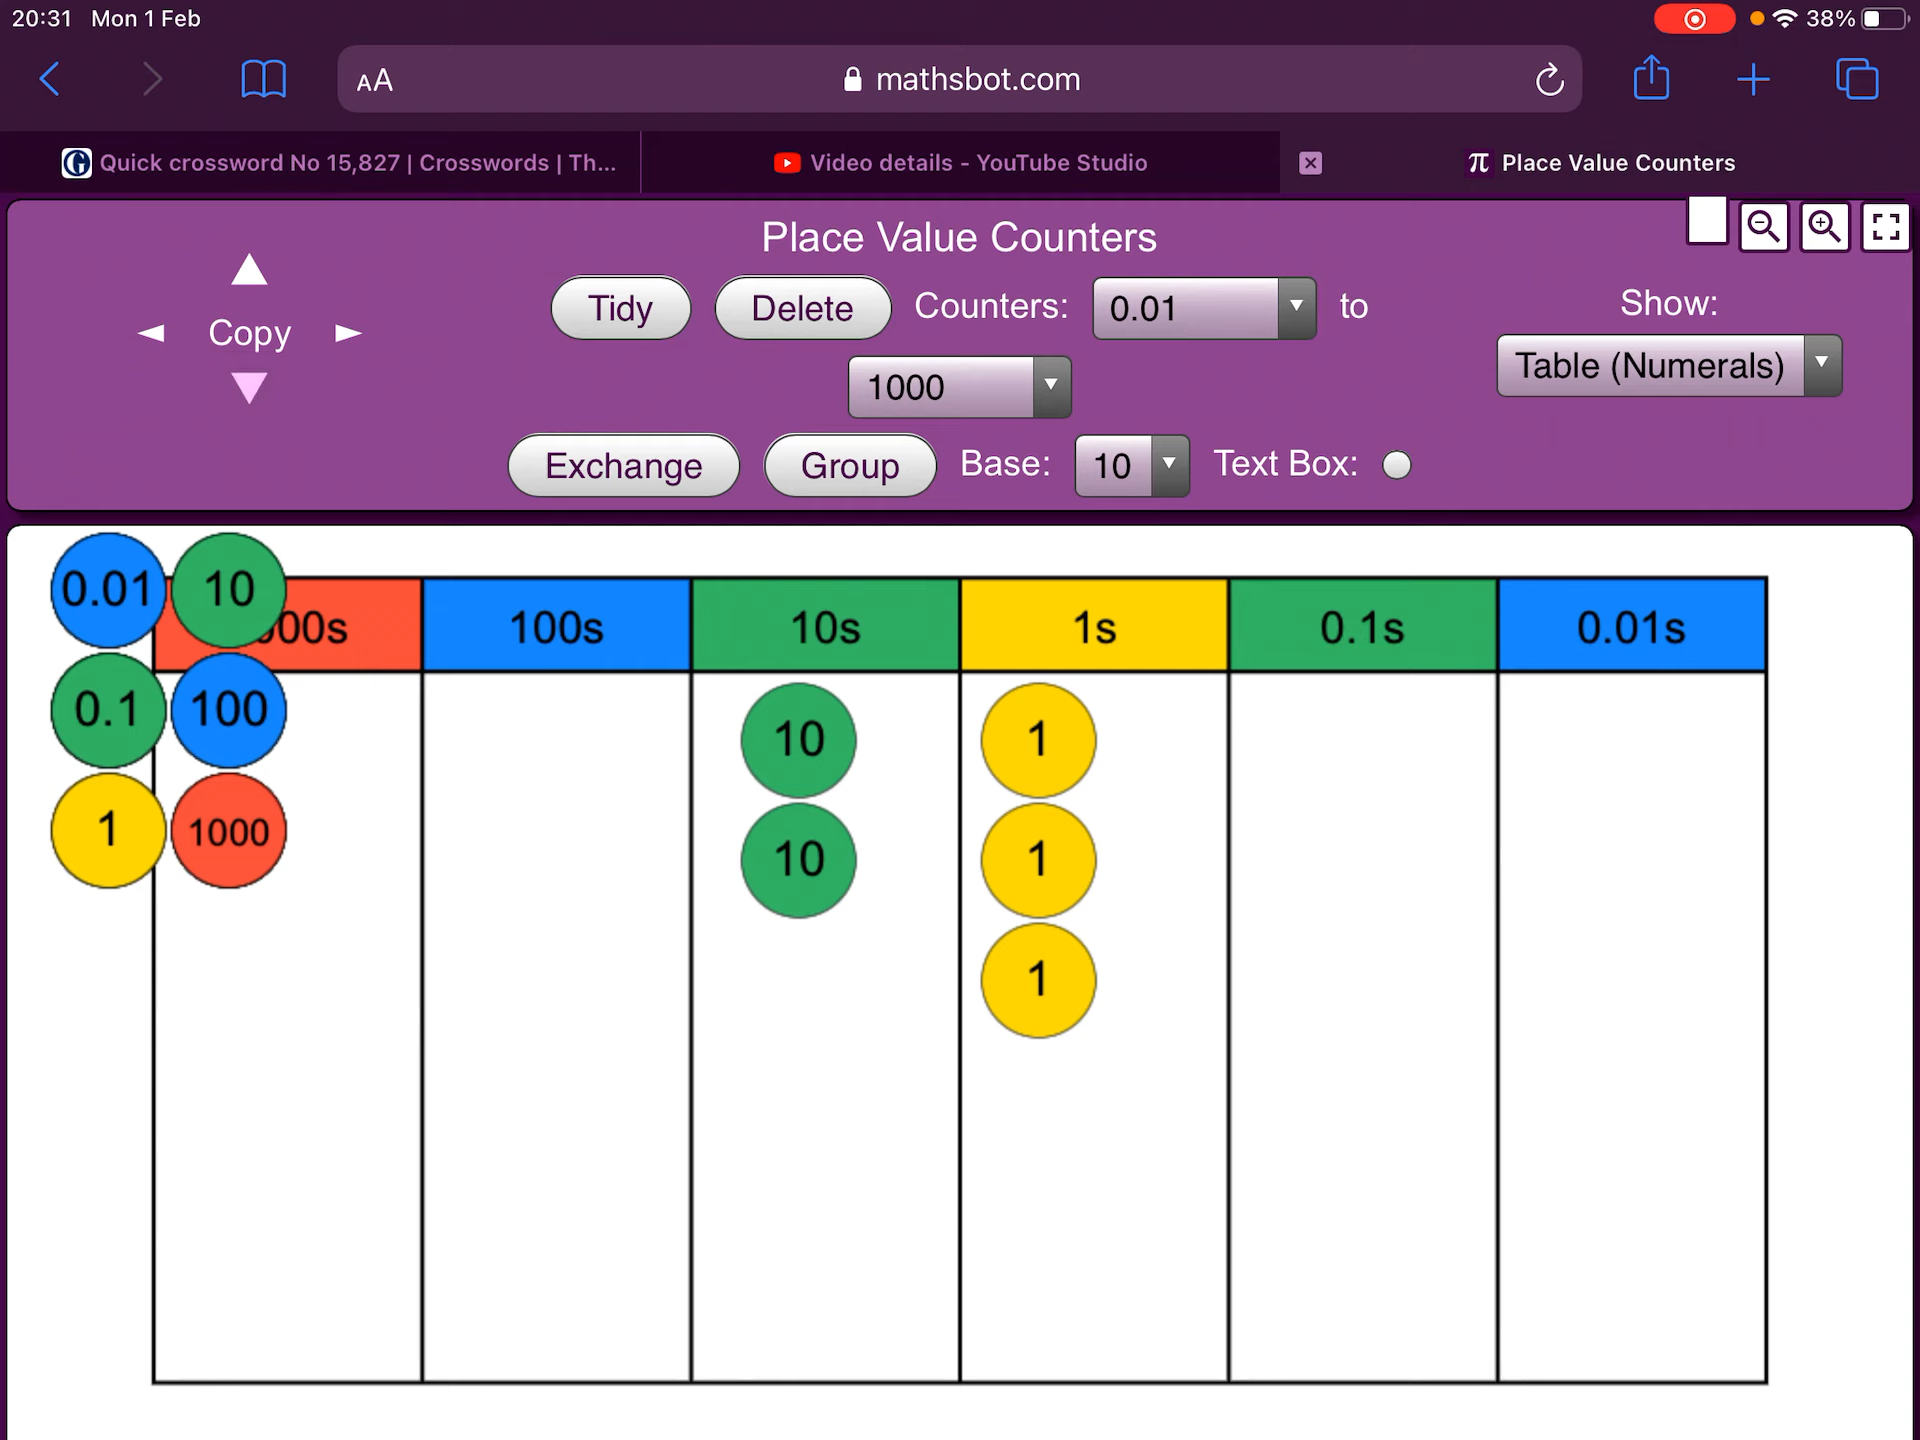 20:31 Mon 1 Feb
38%
AA mathsbot.com
Quick crossword No 15,827 | Crosswords | Th...
Video details - YouTube Studio
Place Value Counters
Place Value Counters
Copy
Tidy Delete Counters: 0.01 to
1000
Show:
Table (Numerals)
Exchange Group Base: 10 Text Box:
0.01 10
00s 100s 10s 1s 0.1s 0.01s
0.1 100
10 1
1 1000
10 1
1